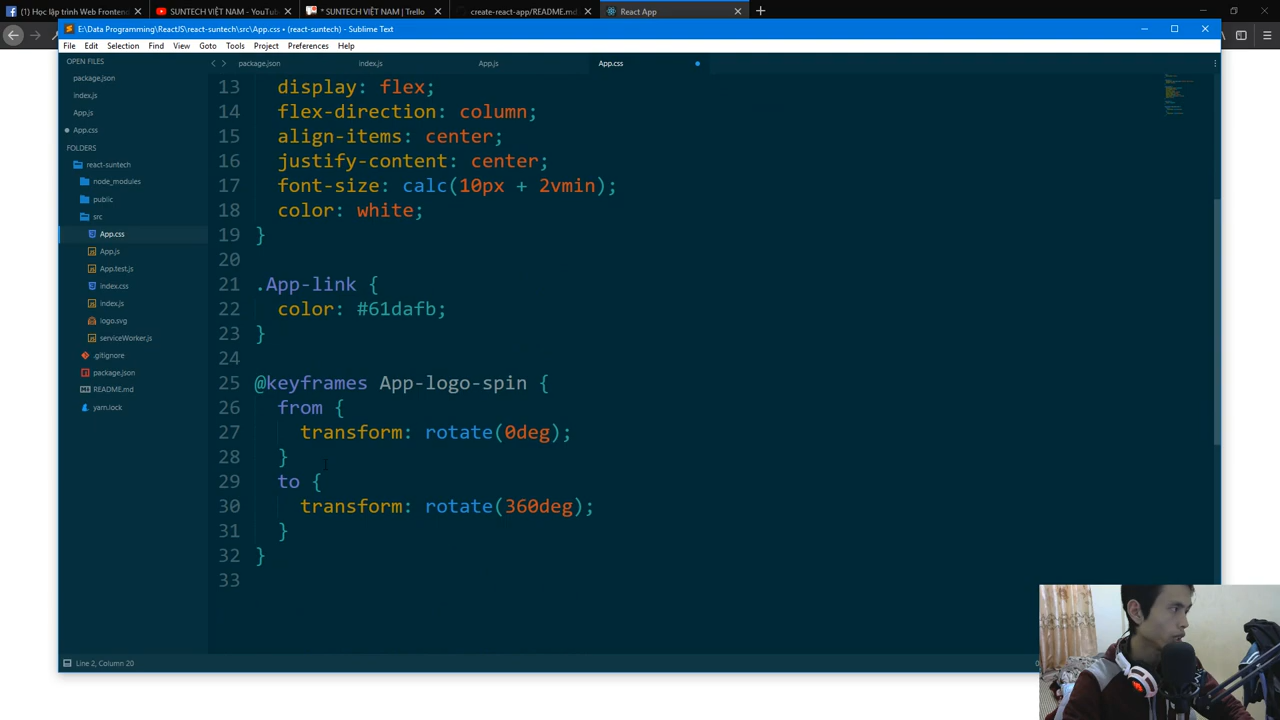 (1) Học lập trình Web Frontend
SUNTECH VIỆT NAM - YouTube
* SUNTECH VIỆT NAM | Trello
create-react-app/README.md
React App
E:\Data Programming\ReactJS\react-suntech\src\App.css • (react-suntech) - Sublime Text
File Edit Selection Find View Goto Tools Project Preferences Help
OPEN FILES
package.json
index.js
App.js
App.css
FOLDERS
react-suntech
node_modules
public
src
App.css
App.js
App.test.js
index.css
index.js
logo.svg
serviceWorker.js
.gitignore
package.json
README.md
yarn.lock
package.json
index.js
App.js
App.css
13 display: flex;
14 flex-direction: column;
15 align-items: center;
16 justify-content: center;
17 font-size: calc(10px + 2vmin);
18 color: white;
19 }
20
21 .App-link {
22 color: #61dafb;
23 }
24
25 @keyframes App-logo-spin {
26 from {
27 transform: rotate(0deg);
28 }
29 to {
30 transform: rotate(360deg);
31 }
32 }
33
Line 2, Column 20